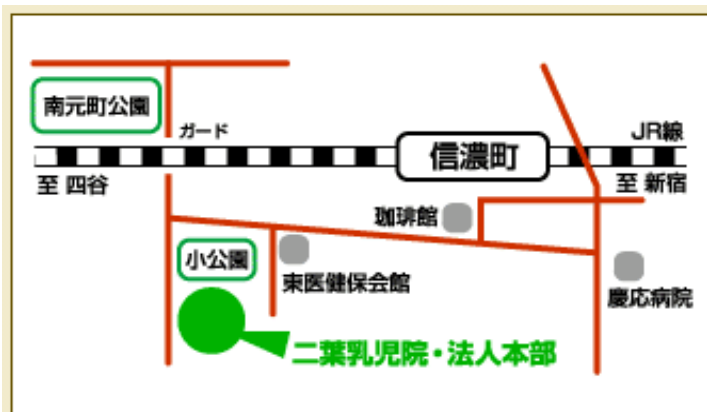 南元町公園
ガード
JR線
信濃町
至 四谷
至 新宿
珈琲館
小公園
東医健保会館
慶応病院
二葉乳児院・法人本部